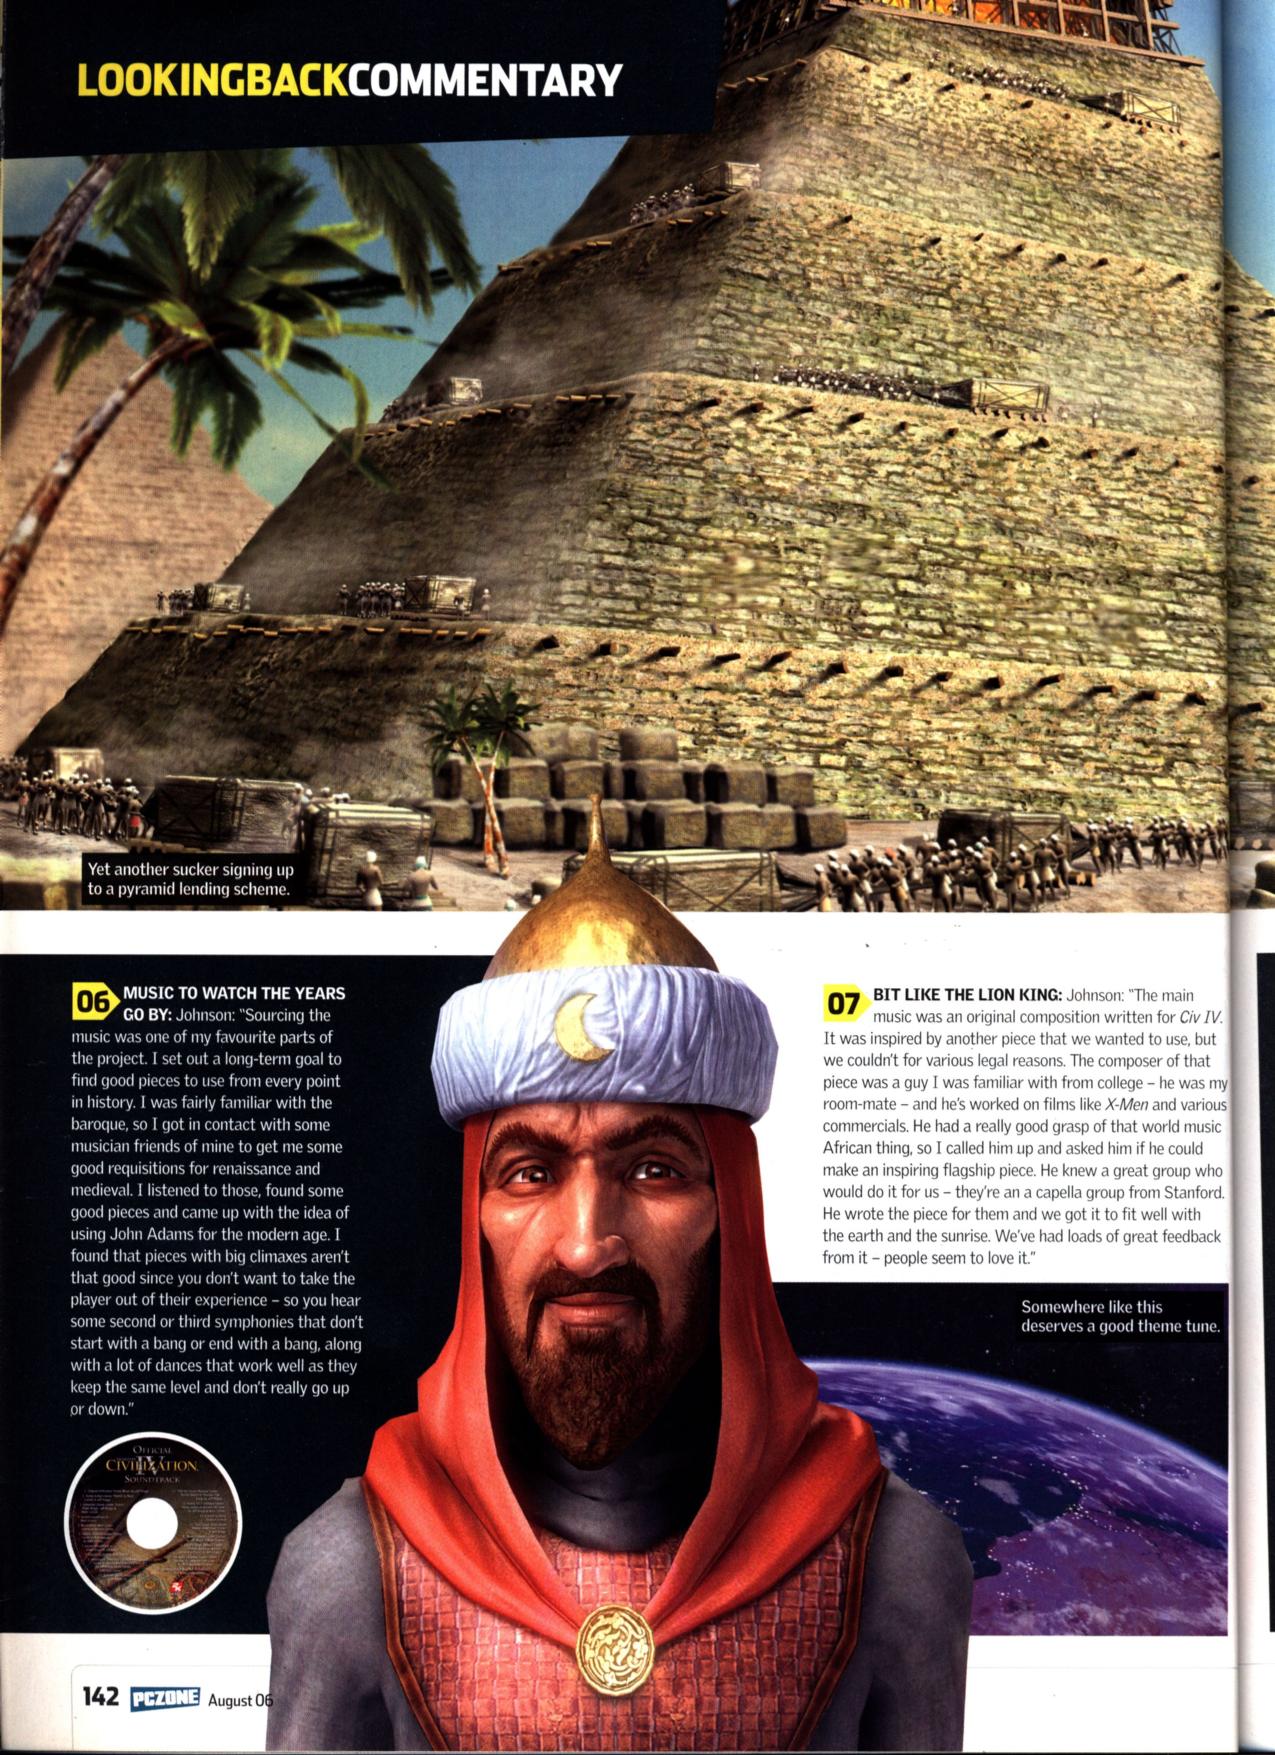 LOOKINGBACKCOMMENTARY
Yet another sucker signing up
to a pyramid lending scheme.
06 MUSIC TO WATCH THE YEARS
GO BY: Johnson: "Sourcing the
music was one of my favourite parts of
the project. I set out a long-term goal to
find good pieces to use from every point
in history. I was fairly familiar with the
baroque, so I got in contact with some
musician friends of mine to get me some
good requisitions for renaissance and
medieval. I listened to those, found some
good pieces and came up with the idea of
using John Adams for the modern age. I
found that pieces with big climaxes aren't
that good since you don't want to take the
player out of their experience – so you hear
some second or third symphonies that don't
start with a bang or end with a bang, along
with a lot of dances that work well as they
keep the same level and don't really go up
or down."
OFFICIAL
IV
CIVILIZATION
SOUNDTRACK
07 BIT LIKE THE LION KING: Johnson: "The main
music was an original composition written for Civ IV.
It was inspired by another piece that we wanted to use, but
we couldn't for various legal reasons. The composer of that
piece was a guy I was familiar with from college – he was my
room-mate – and he's worked on films like X-Men and various
commercials. He had a really good grasp of that world music
African thing, so I called him up and asked him if he could
make an inspiring flagship piece. He knew a great group who
would do it for us – they're an a capella group from Stanford.
He wrote the piece for them and we got it to fit well with
the earth and the sunrise. We've had loads of great feedback
from it – people seem to love it."
Somewhere like this
deserves a good theme tune.
142 PCZONE August 06